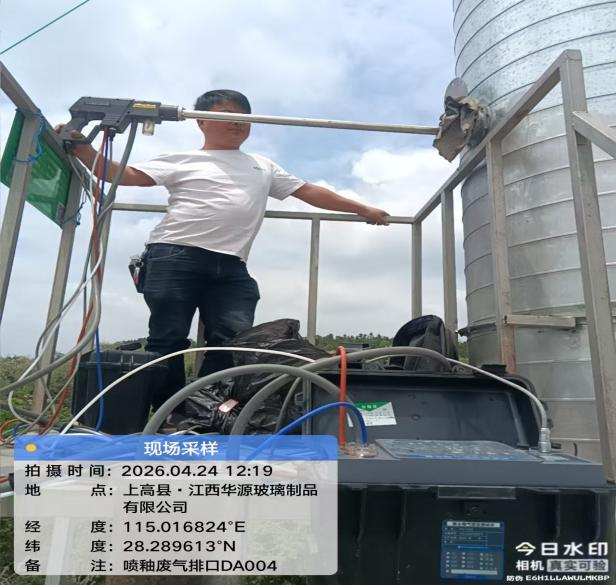 现场采样
拍摄时间：2026.04.24 12:19
地点：上高县·江西华源玻璃制品
有限公司
经度：115.016824°E
纬度：28.289613°N
备注：喷釉废气排口DA004
今日水印
相机 真实可验
防伪